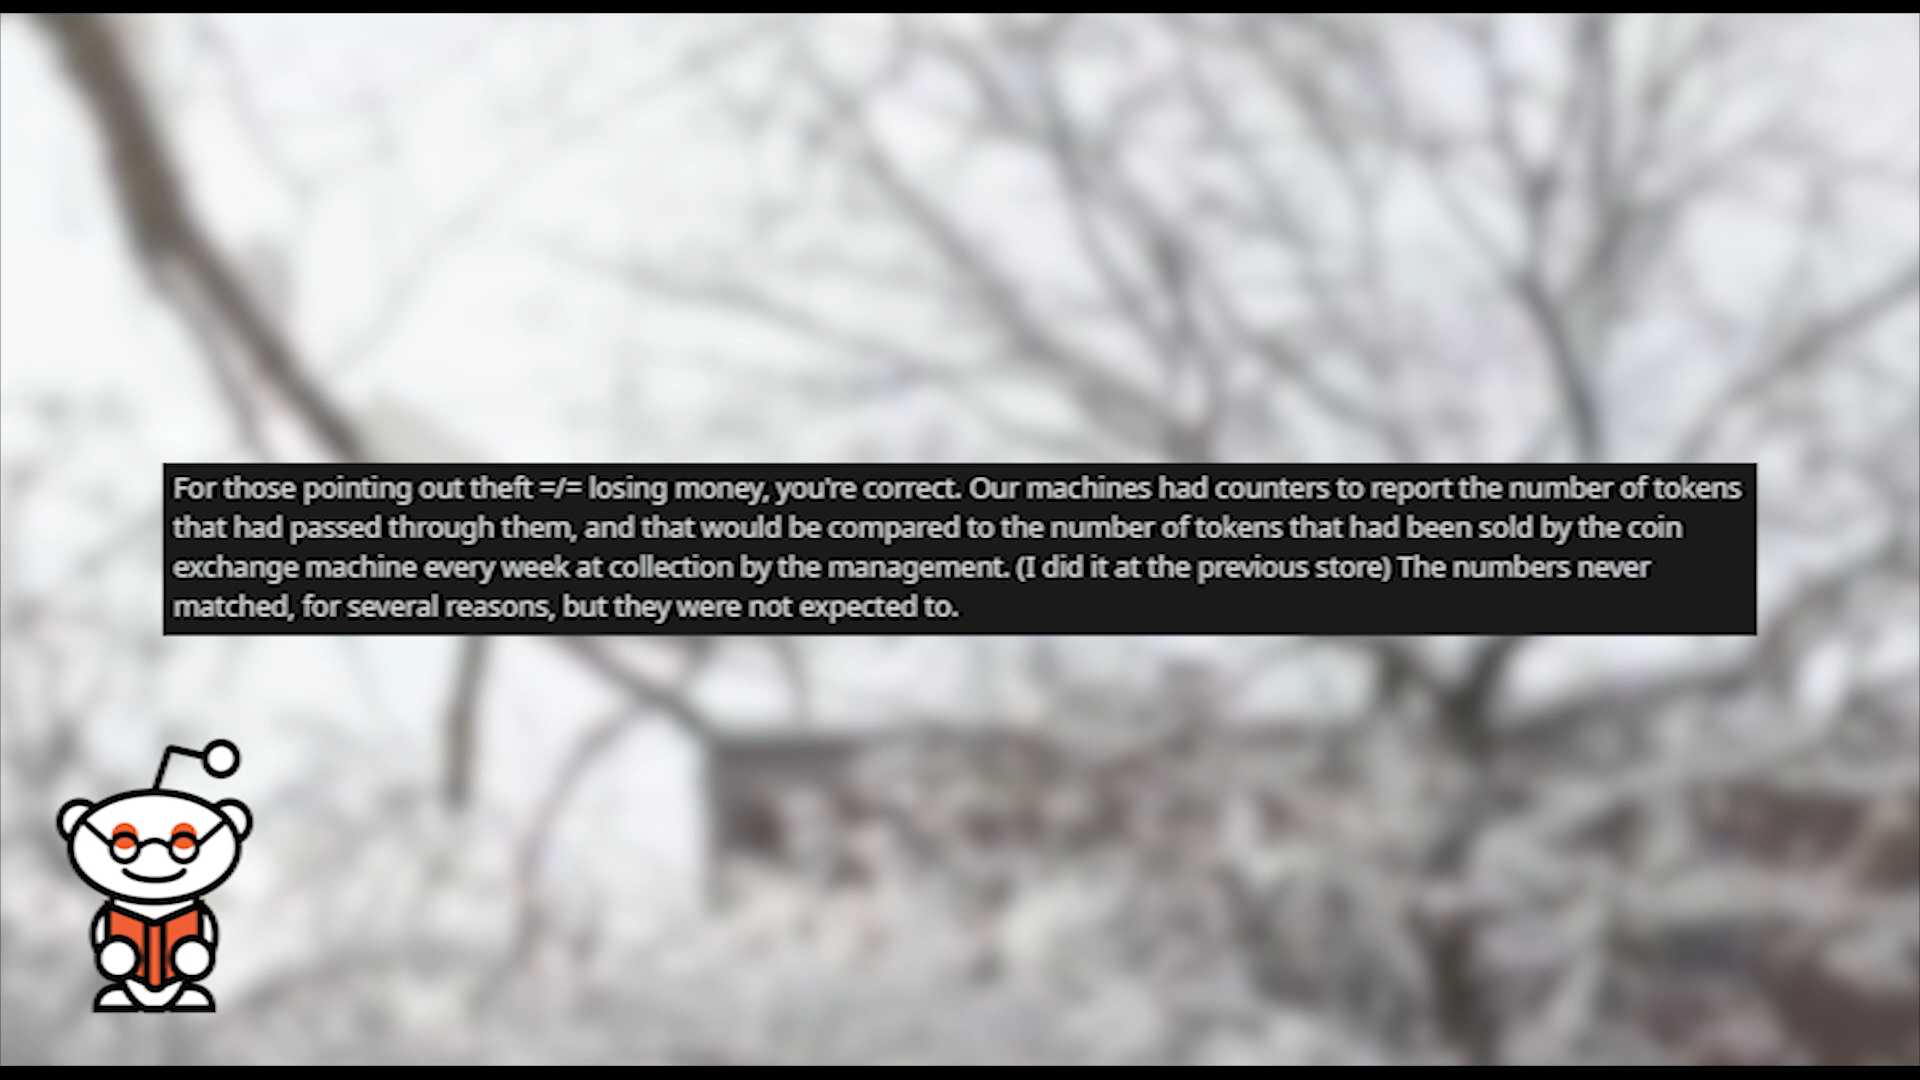 For those pointing out theft =/= losing money, you're correct. Our machines had counters to report the number of tokens
that had passed through them, and that would be compared to the number of tokens that had been sold by the coin
exchange machine every week at collection by the management. (I did it at the previous store) The numbers never
matched, for several reasons, but they were not expected to.